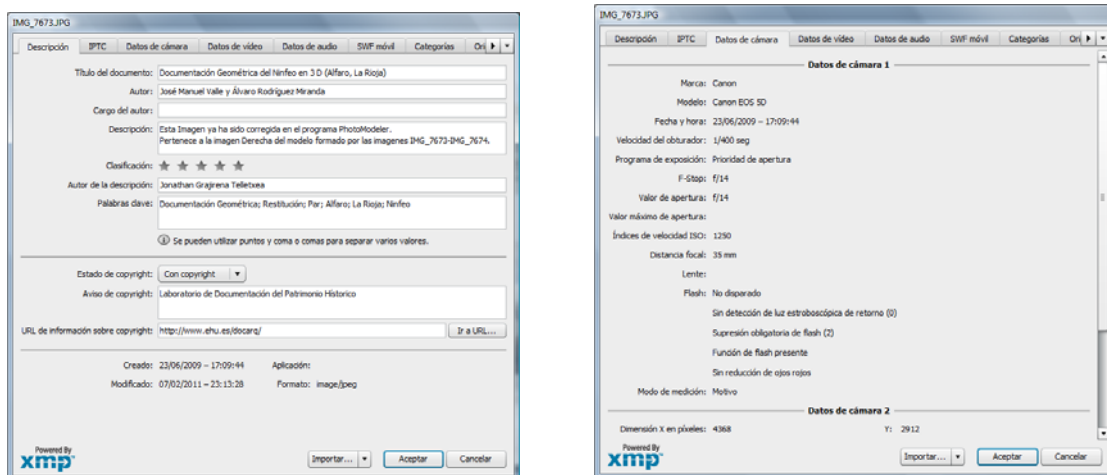 IMG_7673.JPG
Descripción IPTC Datos de cámara Datos de vídeo Datos de audio SWF móvil Categorías Ori
Título del documento: Documentación Geométrica del Ninfeo en 3 D (Alfaro, La Rioja)
Autor: José Manuel Valle y Álvaro Rodríguez Miranda
Cargo del autor:
Descripción: Esta Imagen ya ha sido corregida en el programa PhotoModeler.
Pertenece a la imagen Derecha del modelo formado por las imagenes IMG_7673-IMG_7674.
Clasificación:
Autor de la descripción: Jonathan Grajirena Telletxea
Palabras clave: Documentación Geométrica; Restitución; Par; Alfaro; La Rioja; Ninfeo
Se pueden utilizar puntos y coma o comas para separar varios valores.
Estado de copyright: Con copyright
Aviso de copyright: Laboratorio de Documentación del Patrimonio Historico
URL de información sobre copyright: http://www.ehu.es/docarq/ Ir a URL...
Creado: 23/06/2009 – 17:09:44 Aplicación:
Modificado: 07/02/2011 – 23:13:28 Formato: image/jpeg
Powered By
xmp Importar... Aceptar Cancelar
IMG_7673.JPG
Descripción IPTC Datos de cámara Datos de vídeo Datos de audio SWF móvil Categorías Ori
Datos de cámara 1
Marca: Canon
Modelo: Canon EOS 5D
Fecha y hora: 23/06/2009 – 17:09:44
Velocidad del obturador: 1/400 seg
Programa de exposición: Prioridad de apertura
F-Stop: f/14
Valor de apertura: f/14
Valor máximo de apertura:
Índices de velocidad ISO: 1250
Distancia focal: 35 mm
Lente:
Flash: No disparado
Sin detección de luz estroboscópica de retorno (0)
Supresión obligatoria de flash (2)
Función de flash presente
Sin reducción de ojos rojos
Modo de medición: Motivo
Datos de cámara 2
Dimensión X en píxeles: 4368 Y: 2912
Powered By
xmp Importar... Aceptar Cancelar